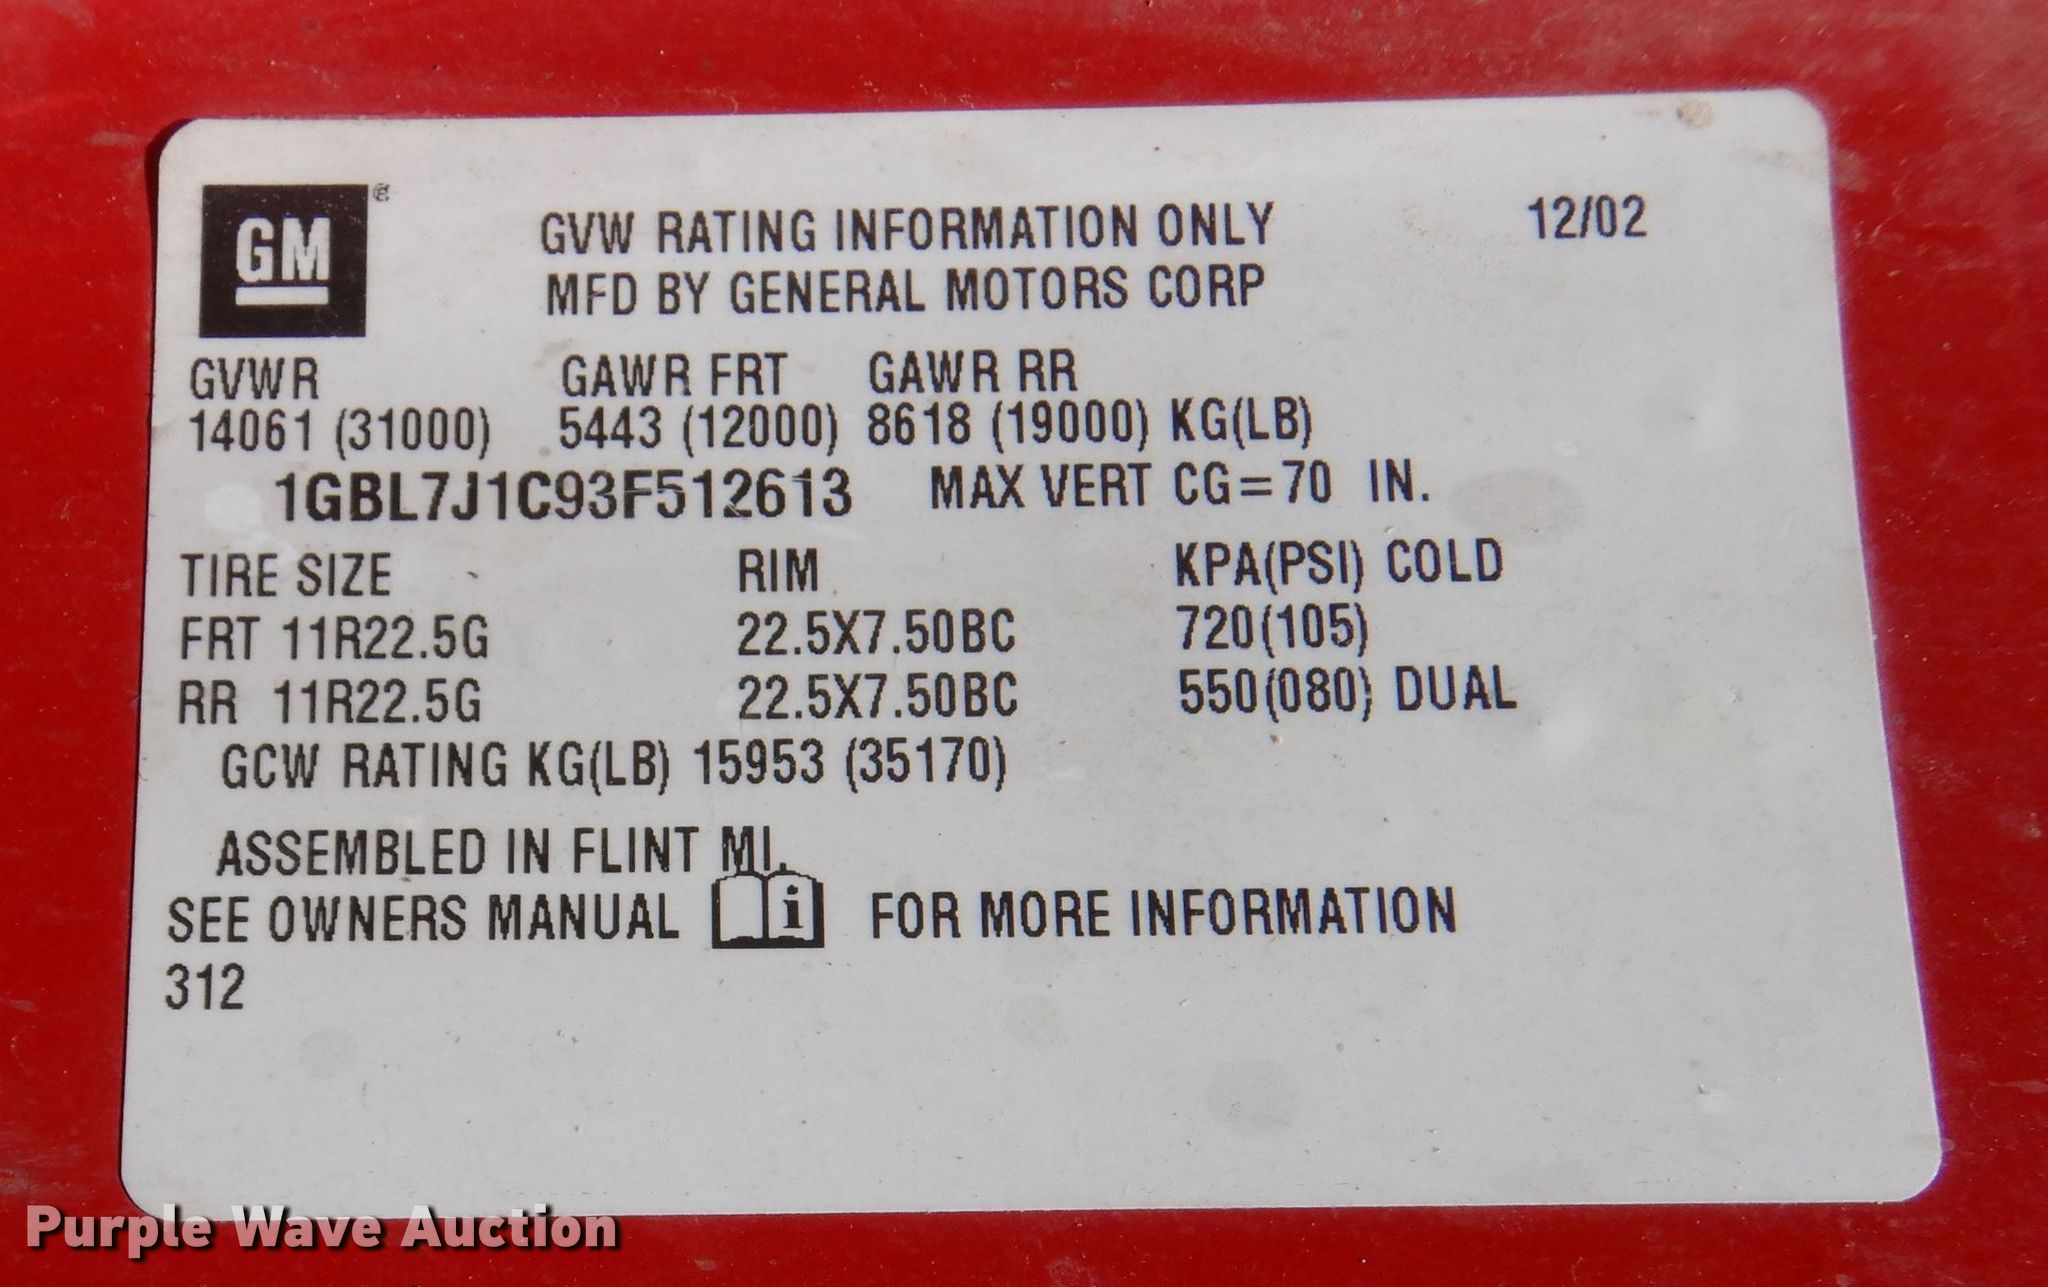 GM ® GVW RATING INFORMATION ONLY 12/02
MFD BY GENERAL MOTORS CORP
GVWR GAWR FRT GAWR RR
14061 (31000) 5443 (12000) 8618 (19000) KG(LB)
1GBL7J1C93F512613 MAX VERT CG=70 IN.
TIRE SIZE RIM KPA(PSI) COLD
FRT 11R22.5G 22.5X7.50BC 720(105)
RR 11R22.5G 22.5X7.50BC 550(080) DUAL
GCW RATING KG(LB) 15953 (35170)
ASSEMBLED IN FLINT MI.
SEE OWNERS MANUAL i FOR MORE INFORMATION
312
Purple Wave Auction